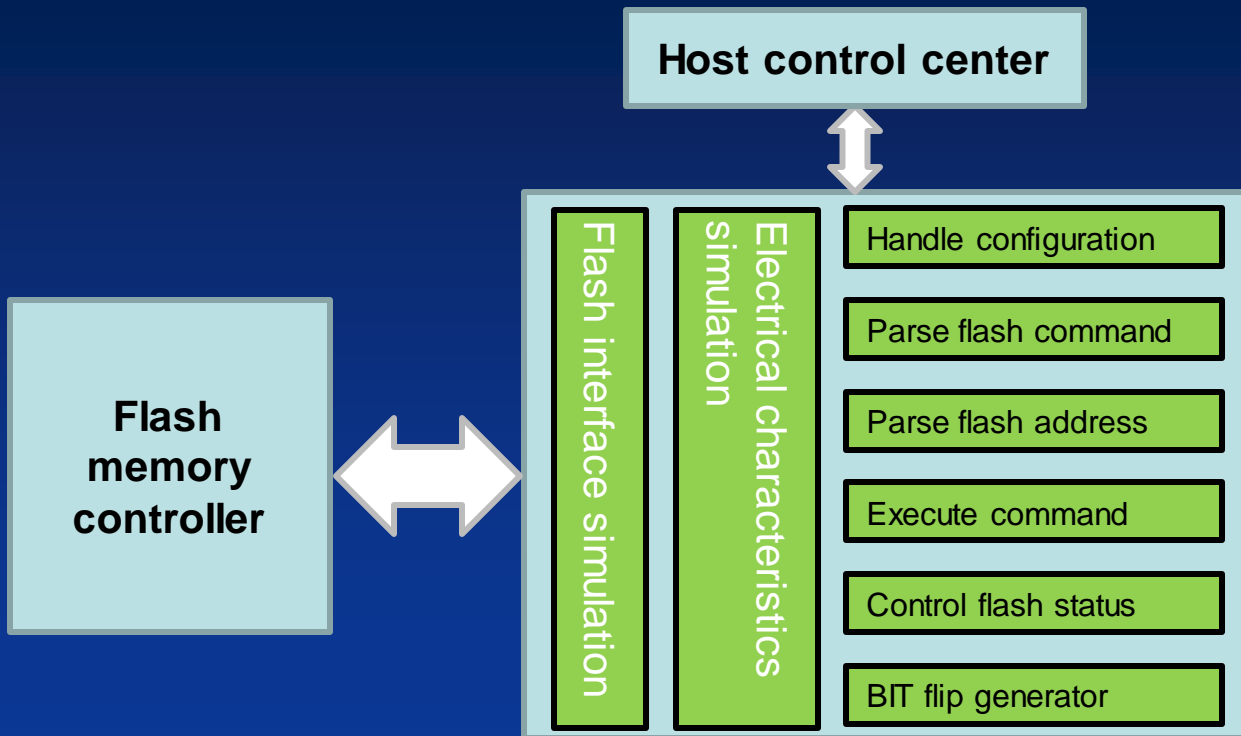 Host control center
Flash
memory
controller
Flash interface simulation
Electrical characteristics
simulation
Handle configuration
Parse flash command
Parse flash address
Execute command
Control flash status
BIT flip generator